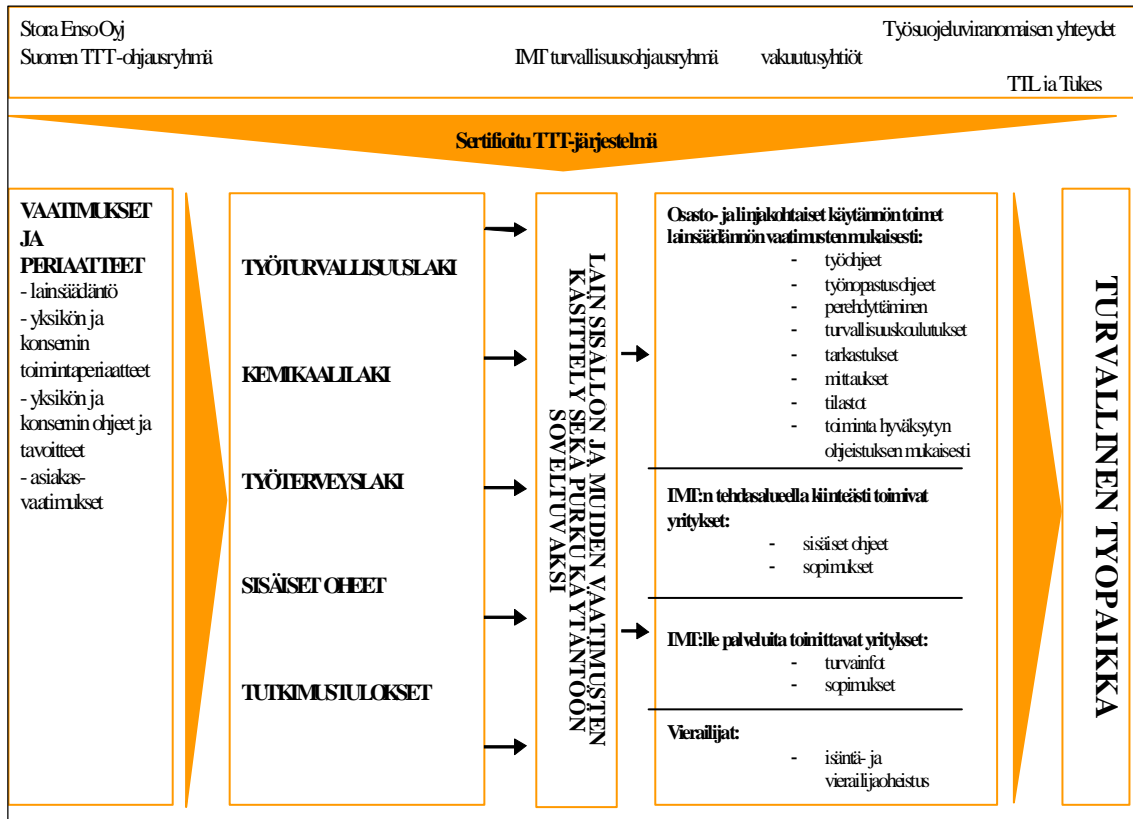 Stora Enso Oyj
Suomen TTT-ohjausryhmä
IMT turvallisuusohjausryhmä
vakuutusyhtiöt
Työsuojeluviranomaisen yhteydet
TTL ja Tukes
Sertifioitu TTT-järjestelmä
VAATIMUKSET
JA
PERIAATTEET
- lainsäädäntö
- yksikön ja
konsernin
toimintaperiaatteet
- yksikön ja
konsernin ohjeet ja
tavoitteet
- asiakas-
vaatimukset
TYÖTURVALLISUUSLAKI
KEMIKAALILAKI
TYÖTERVEYSLAKI
SISÄISET OHEET
TUTKIMUSTULOKSET
LAIN SISALLON JA MUIDEN VAATIMUSTEN
KÄSITTELY SEKÄ PURKU KÄYTÄNTÖÖN
SOVELTUVAKSI
Osasto- ja linjakohtaiset käytännön toimet
lainsäädännön vaatimusten mukaisesti:
- työohjeet
- työnopastusohjeet
- perehdyttäminen
- turvallisuuskoulutukset
- tarkastukset
- mittaukset
- tilastot
- toiminta hyväksytyn
ohjeistuksen mukaisesti
IMT:n tehdasalueella kiinteästi toimivat
yritykset:
- sisäiset ohjeet
- sopimukset
IMT:lle palveluita toimittavat yritykset:
- turvainfot
- sopimukset
Vierailijat:
- isäntä- ja
vierailijaoheistus
TURVALLINEN TYOPAIKKA